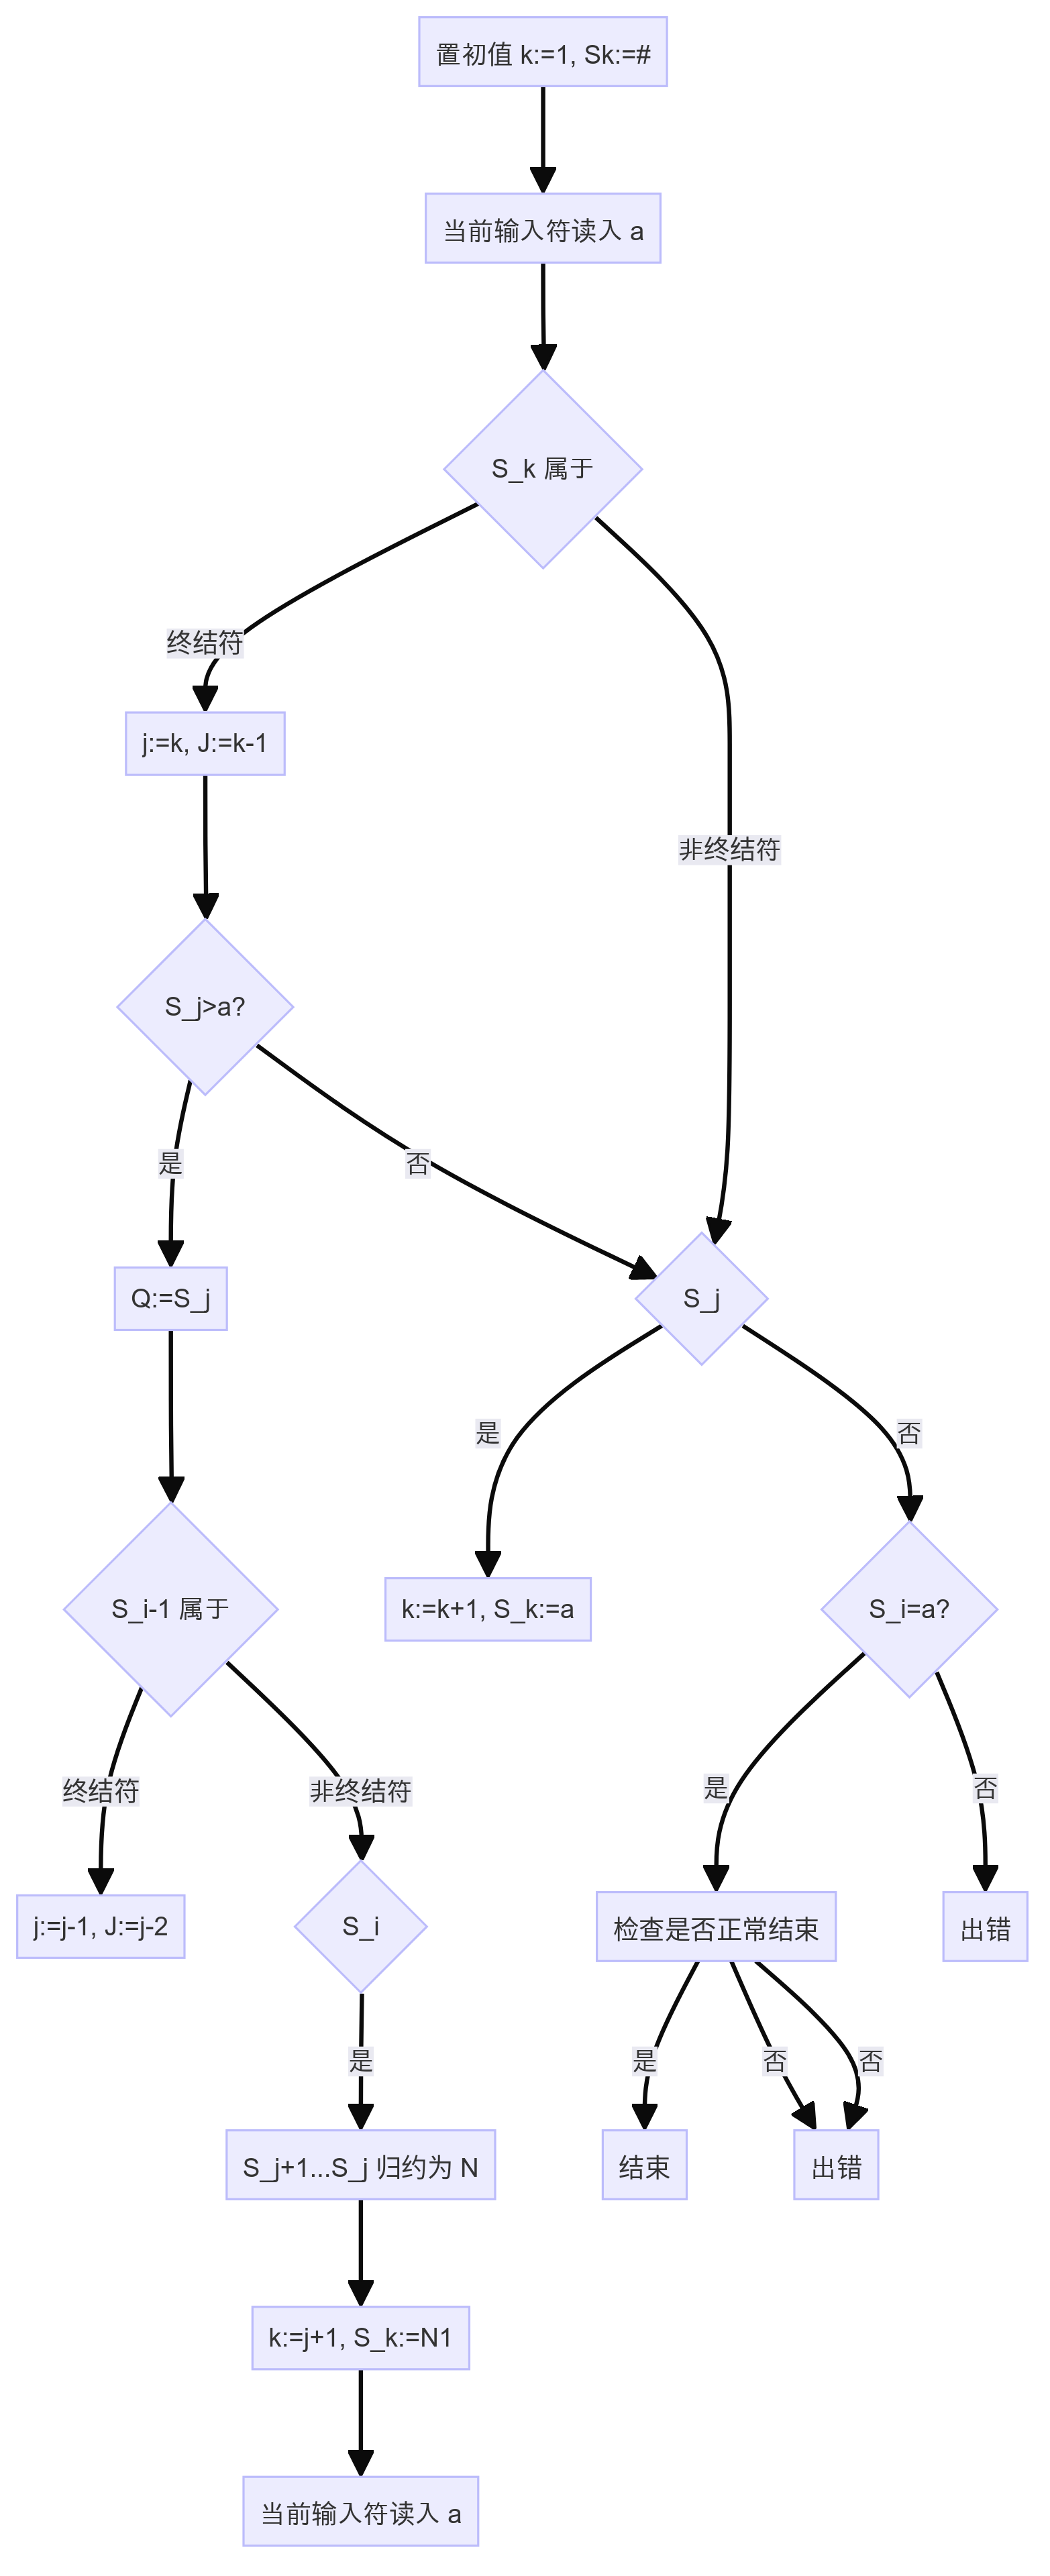 置初值 k:=1, Sk:=#
当前输入符读入 a
S_k 属于
终结符
j:=k, J:=k-1
非终结符
S_j>a?
是
否
Q:=S_j
S_j
是
否
S_i-1 属于
k:=k+1, S_k:=a
S_i=a?
终结符
非终结符
是
否
j:=j-1, J:=j-2
S_i
检查是否正常结束
出错
是
是
否
否
S_j+1...S_j 归约为 N
结束
出错
k:=j+1, S_k:=N1
当前输入符读入 a